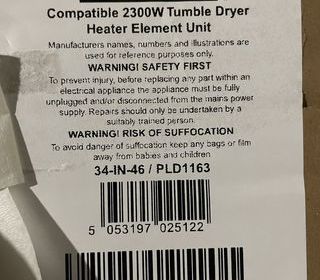 Compatible 2300W Tumble Dryer
Heater Element Unit
Manufacturers names, numbers and illustrations are
used for reference purposes only.
WARNING! SAFETY FIRST
To prevent injury, before replacing any part within an
electrical appliance the appliance must be fully
unplugged and/or disconnected from the mains power
supply. Repairs should only be undertaken by a
suitably trained person.
WARNING! RISK OF SUFFOCATION
To avoid danger of suffocation keep any bags or film
away from babies and children
34-IN-46 / PLD1163
5 053197 025122